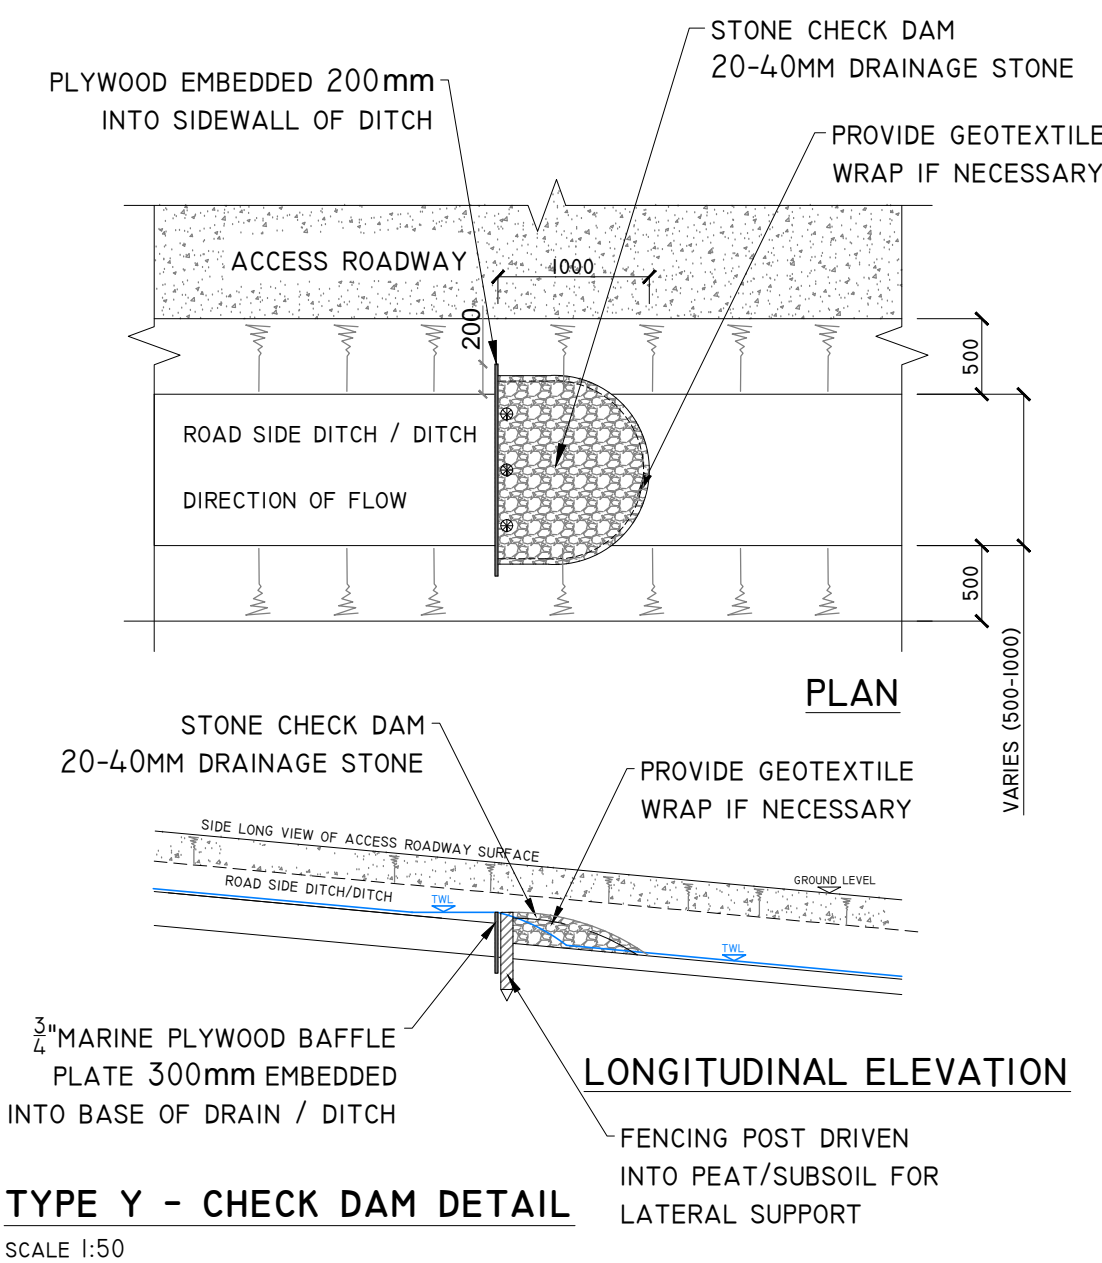 STONE CHECK DAM
20-40MM DRAINAGE STONE
PLYWOOD EMBEDDED 200mm
INTO SIDEWALL OF DITCH
PROVIDE GEOTEXTILE
WRAP IF NECESSARY
ACCESS ROADWAY
1000
200
500
ROAD SIDE DITCH / DITCH
DIRECTION OF FLOW
500
VARIES (500-1000)
PLAN
STONE CHECK DAM
20-40MM DRAINAGE STONE
PROVIDE GEOTEXTILE
WRAP IF NECESSARY
SIDE LONG VIEW OF ACCESS ROADWAY SURFACE
GROUND LEVEL
ROAD SIDE DITCH/DITCH
TWL
TWL
3/4"MARINE PLYWOOD BAFFLE
PLATE 300mm EMBEDDED
INTO BASE OF DRAIN / DITCH
LONGITUDINAL ELEVATION
FENCING POST DRIVEN
INTO PEAT/SUBSOIL FOR
LATERAL SUPPORT
TYPE Y - CHECK DAM DETAIL
SCALE 1:50